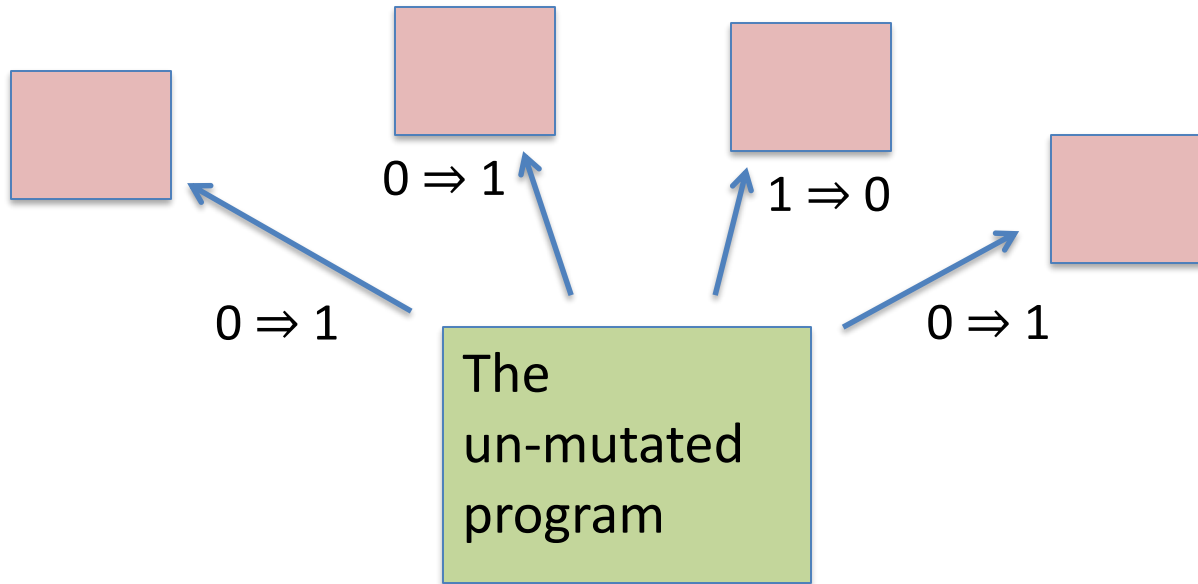 0 ⇒ 1
1 ⇒ 0
0 ⇒ 1
0 ⇒ 1
The
un-mutated
program